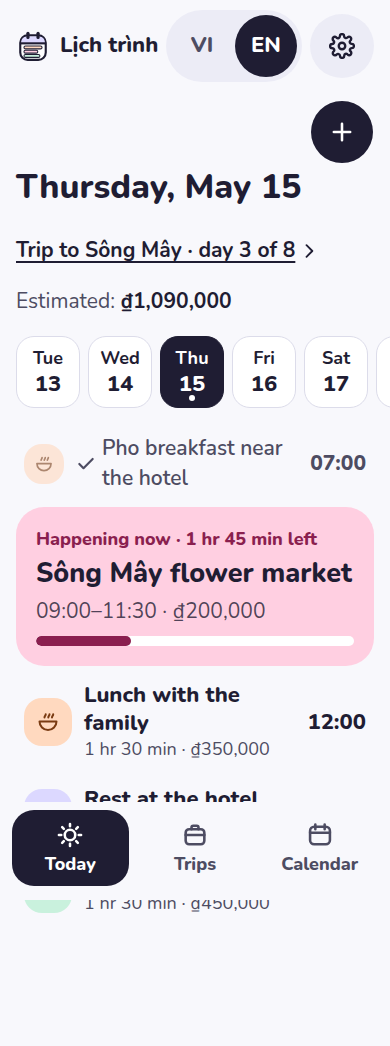 Lịch trình
VI
EN
Thursday, May 15
Trip to Sông Mây · day 3 of 8
Estimated: ₫1,090,000
Tue
13
Wed
14
Thu
15
Fri
16
Sat
17
Pho breakfast near
the hotel
07:00
Happening now · 1 hr 45 min left
Sông Mây flower market
09:00–11:30 · ₫200,000
Lunch with the
family
12:00
1 hr 30 min · ₫350,000
Rest at the hotel
Today
Trips
Calendar
1 hr 30 min · ₫450,000